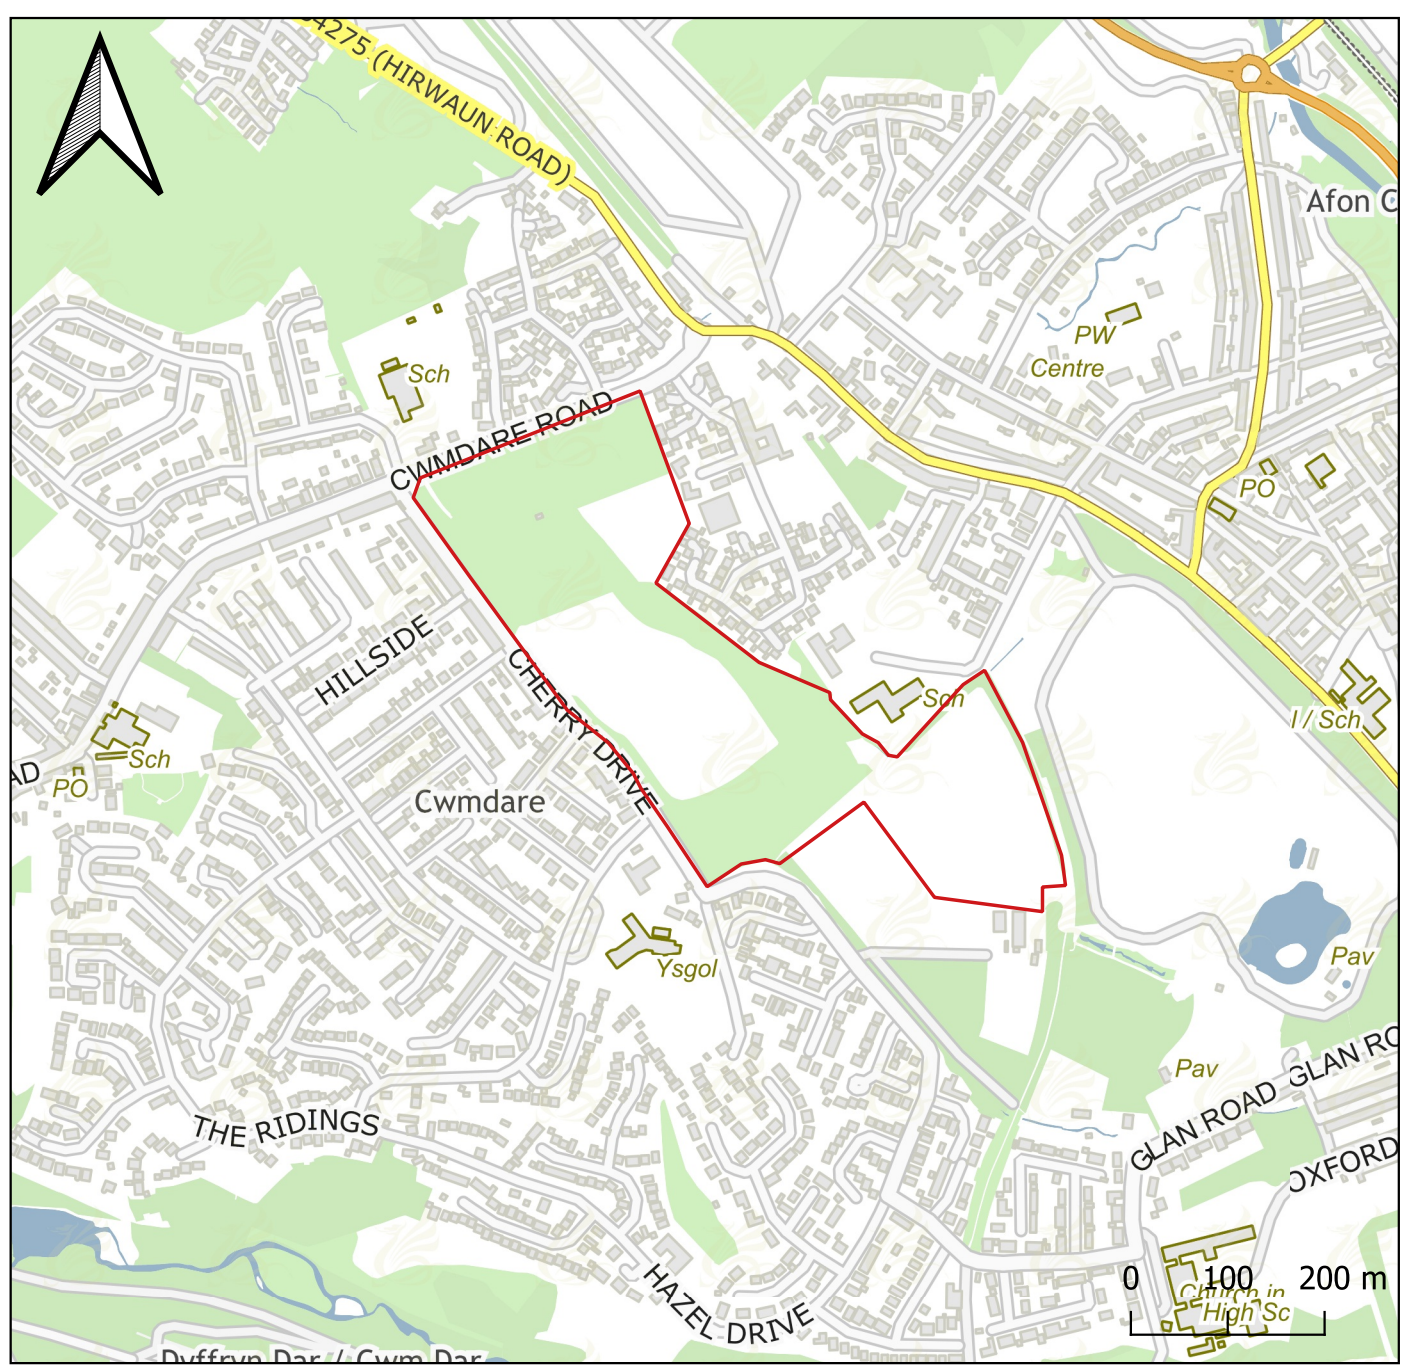 4275 (HIRWAUN ROAD)
Afon C
PW
Centre
Sch
CWMDARE ROAD
PO
HILLSIDE
CHERRY DRIVE
Sch
I / Sch
AD
Sch
PO
Cwmdare
Ysgol
Pav
GLAN RO
Pav
GLAN ROAD
THE RIDINGS
OXFORD
HAZEL DRIVE
0 100 200 m
Church in
High Sc
Dyffryn Dar / Cwm Dar